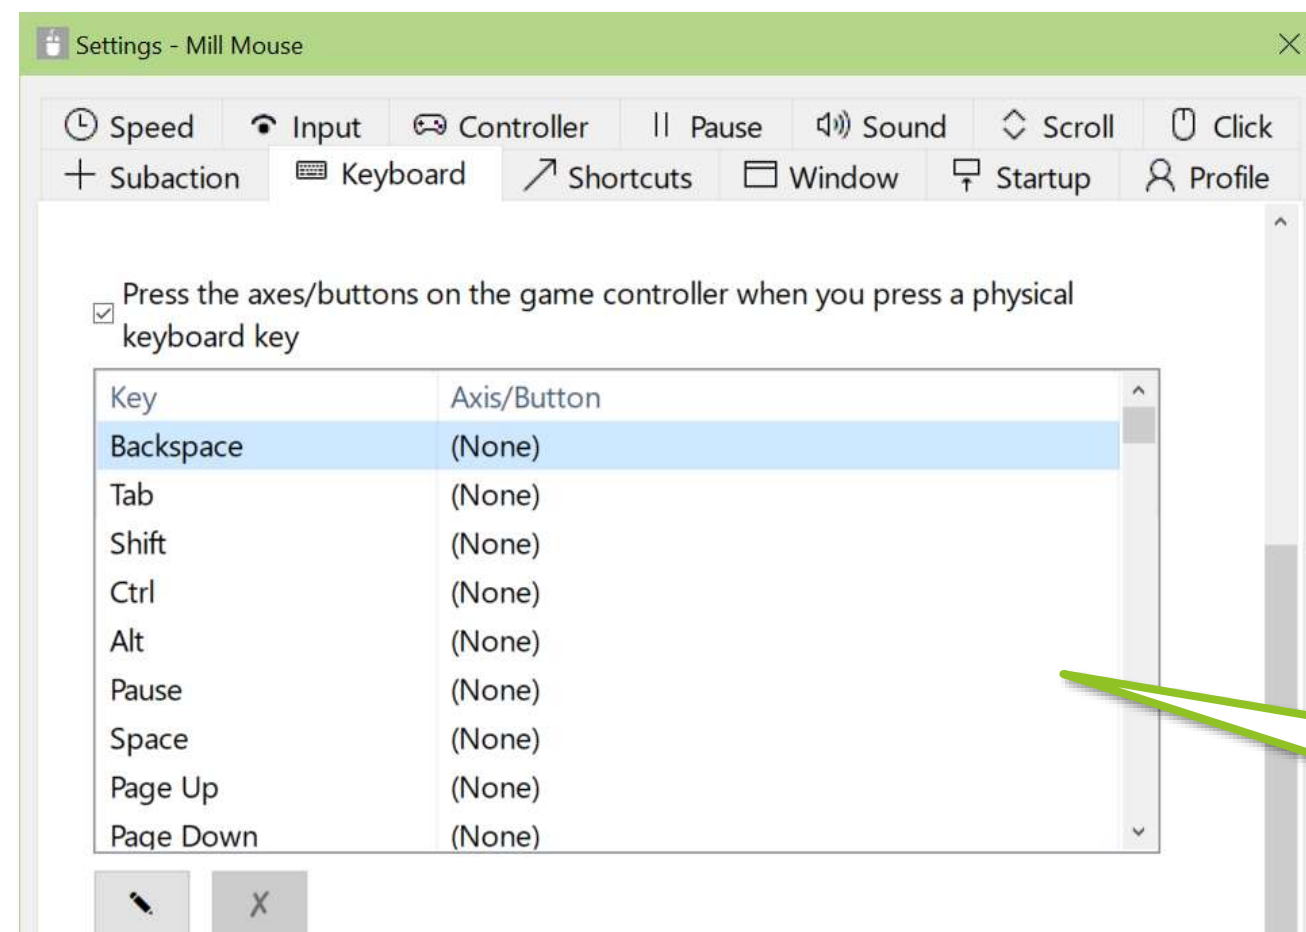 Settings - Mill Mouse
Speed Input Controller Pause Sound Scroll Click
Subaction Keyboard Shortcuts Window Startup Profile
Press the axes/buttons on the game controller when you press a physical
keyboard key
Key Axis/Button
Backspace (None)
Tab (None)
Shift (None)
Ctrl (None)
Alt (None)
Pause (None)
Space (None)
Page Up (None)
Page Down (None)
X